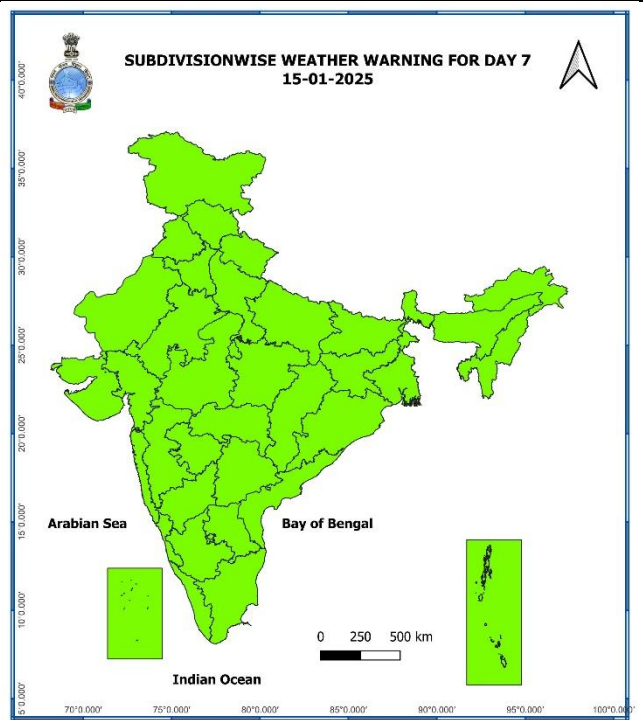 SUBDIVISIONWISE WEATHER WARNING FOR DAY 7
15-01-2025
40°0.000'
35°0.000'
30°0.000'
25°0.000'
20°0.000'
15°0.000'
10°0.000'
5°0.000'
Arabian Sea
Bay of Bengal
0 250 500 km
Indian Ocean
70°0.000' 75°0.000' 80°0.000' 85°0.000' 90°0.000' 95°0.000' 100°0.000'